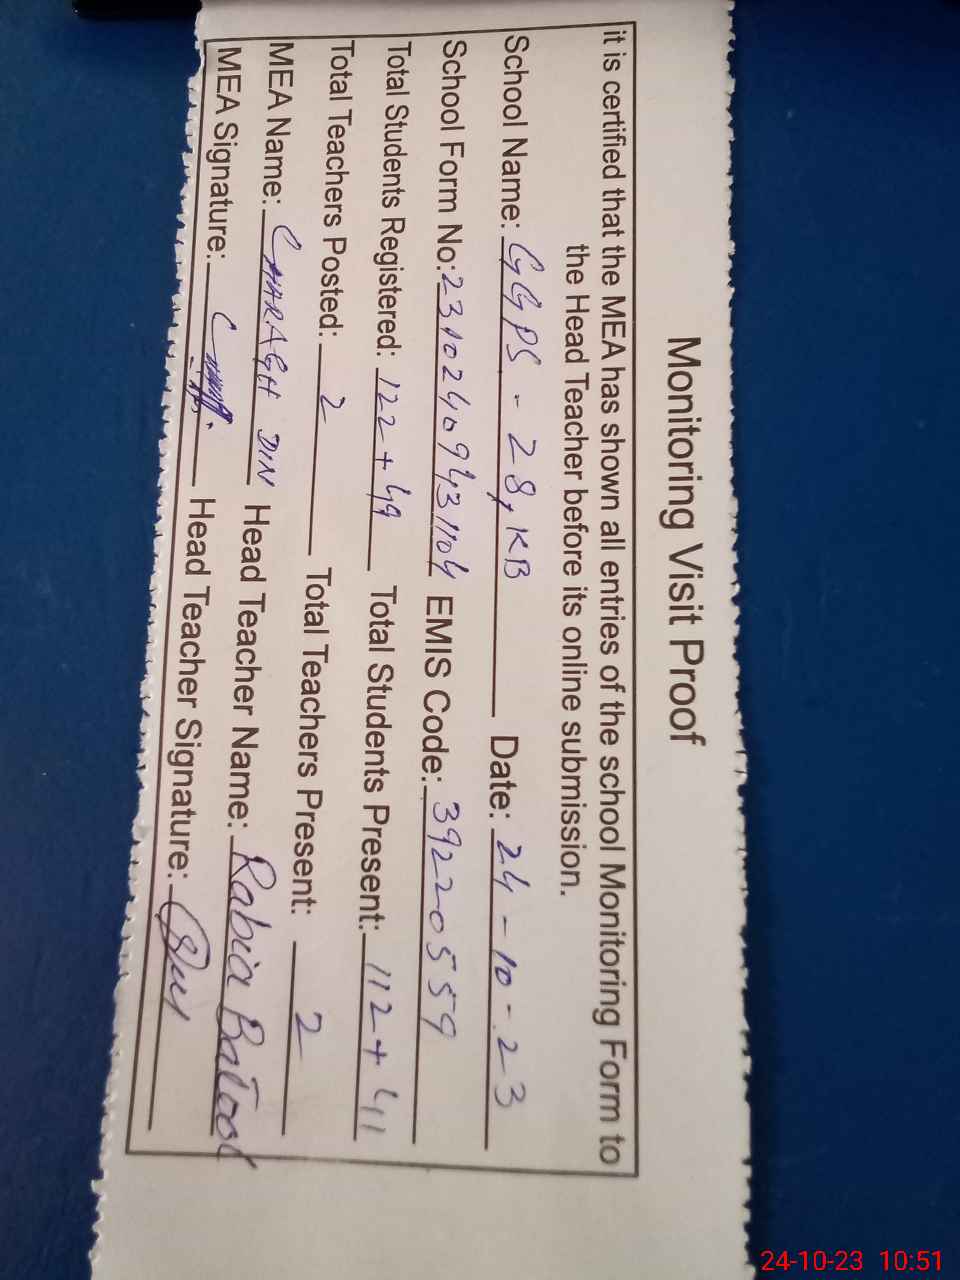 Monitoring Visit Proof
it is certified that the MEA has shown all entries of the school Monitoring Form to
the Head Teacher before its online submission.
School Name: GGPS - 28, KB Date: 24-10-23
School Form No: 23102409431104 EMIS Code: 39220559
Total Students Registered: 122 + 49 Total Students Present: 112 + 41
Total Teachers Posted: 2 Total Teachers Present: 2
MEA Name: CHARAGH DIN Head Teacher Name: Rabia Batool
MEA Signature: Head Teacher Signature:
24-10-23 10:51